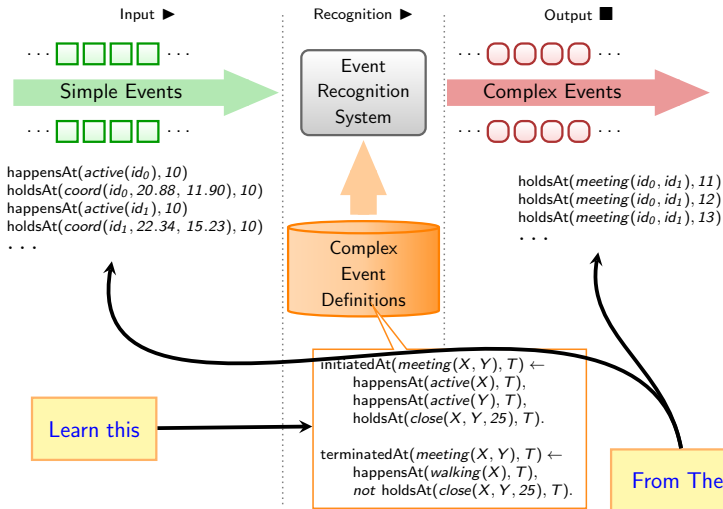 Input ▶
Recognition ▶
Output ■
· · ·
· · ·
· · ·
· · ·
Simple Events
Event
Recognition
System
Complex Events
· · ·
· · ·
· · ·
· · ·
happensAt(active(id₀), 10)
holdsAt(coord(id₀, 20.88, 11.90), 10)
happensAt(active(id₁), 10)
holdsAt(coord(id₁, 22.34, 15.23), 10)
. . .
holdsAt(meeting(id₀, id₁), 11)
holdsAt(meeting(id₀, id₁), 12)
holdsAt(meeting(id₀, id₁), 13)
. . .
Complex
Event
Definitions
initiatedAt(meeting(X, Y), T) ←
happensAt(active(X), T),
happensAt(active(Y), T),
holdsAt(close(X, Y, 25), T).
terminatedAt(meeting(X, Y), T) ←
happensAt(walking(X), T),
not holdsAt(close(X, Y, 25), T).
Learn this
From The